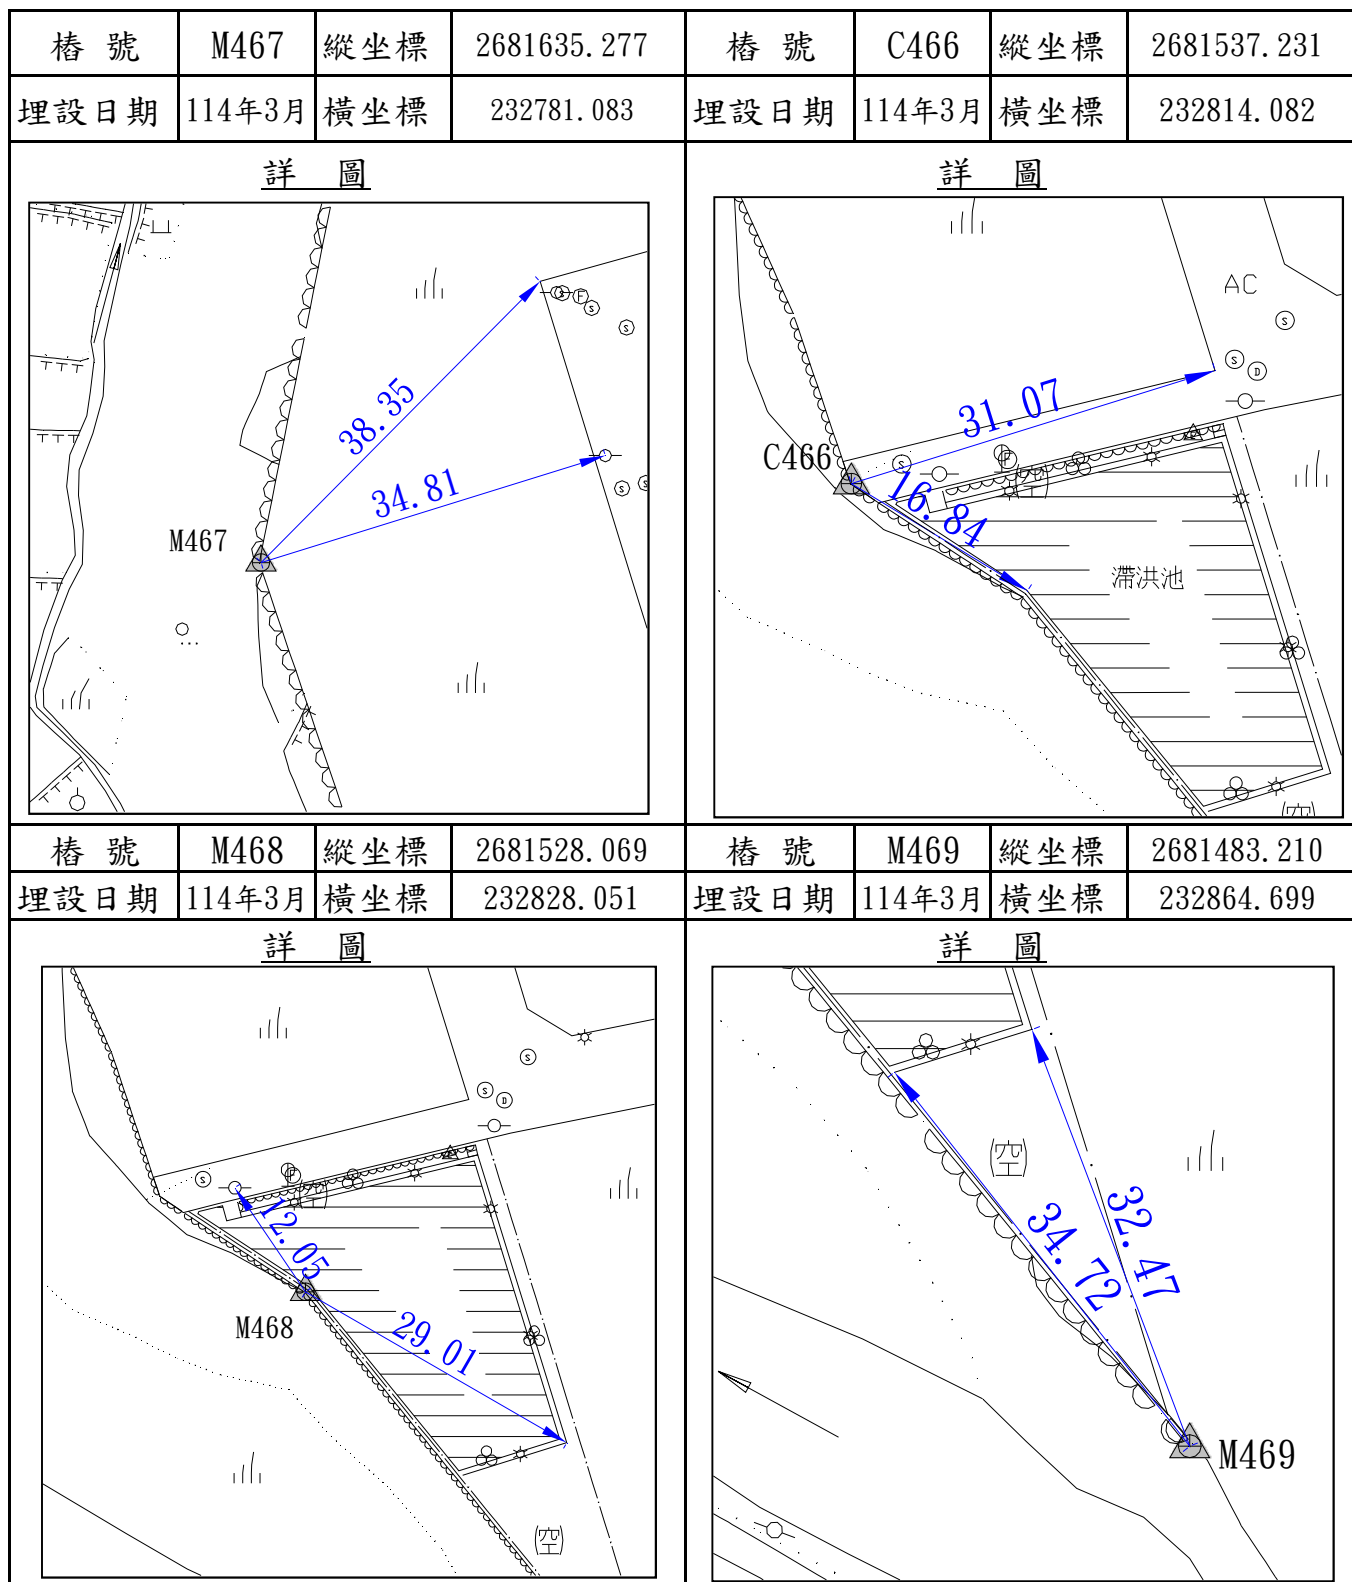 樁 號 M467 縱坐標 2681635.277
埋設日期 114年3月 橫坐標 232781.083
詳 圖
38.35
34.81
M467
S F S S S S
樁 號 C466 縱坐標 2681537.231
埋設日期 114年3月 橫坐標 232814.082
詳 圖
AC
S
S
D
31.07
C466
S F
(空)
16.84
滯洪池
(空)
樁 號 M468 縱坐標 2681528.069
埋設日期 114年3月 橫坐標 232828.051
詳 圖
S
S
D
S F
(空)
12.05
M468
29.01
(空)
樁 號 M469 縱坐標 2681483.210
埋設日期 114年3月 橫坐標 232864.699
詳 圖
(空)
32.47
34.72
M469